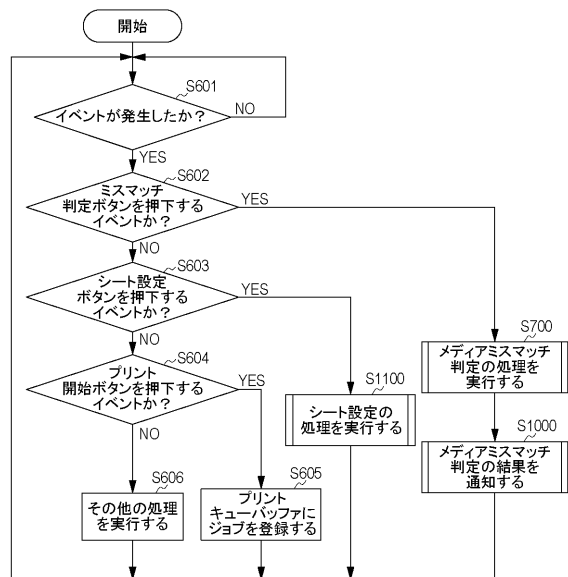 開始
S601
イベントが発生したか？
NO
YES
S602
ミスマッチ
判定ボタンを押下する
イベントか？
YES
NO
S603
シート設定
ボタンを押下する
イベントか？
YES
NO
S604
プリント
開始ボタンを押下する
イベントか？
YES
NO
S700
メディアミスマッチ
判定の処理を
実行する
S1100
シート設定の
処理を実行する
S1000
メディアミスマッチ
判定の結果を
通知する
S606
その他の処理
を実行する
S605
プリント
キューバッファに
ジョブを登録する